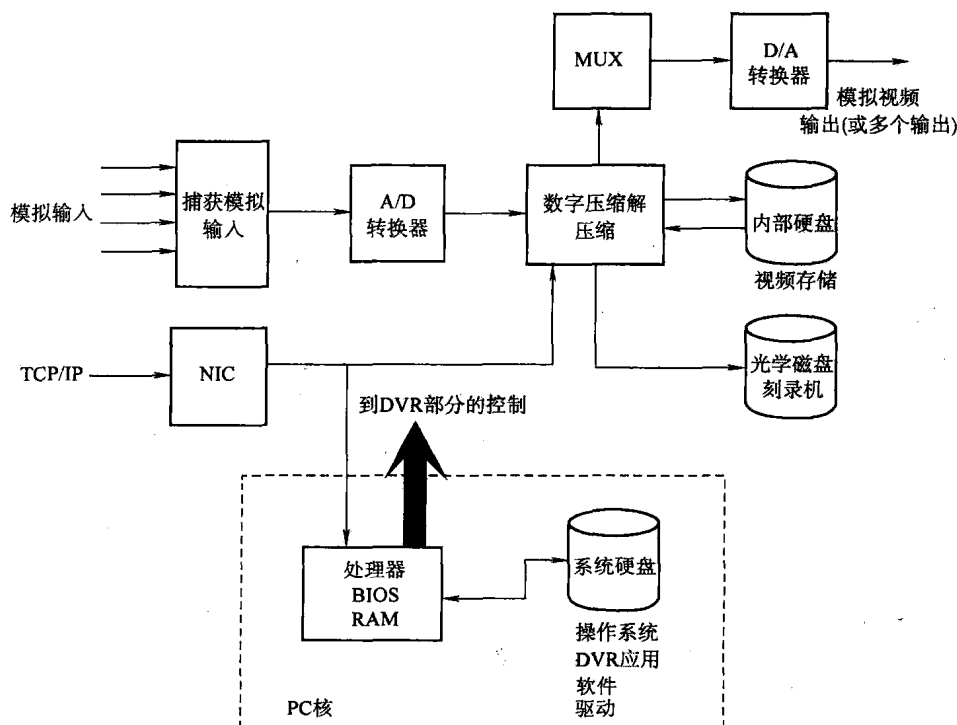 MUX
D/A
转换器
模拟视频
输出(或多个输出)
模拟输入
捕获模拟
输入
A/D
转换器
数字压缩解
压缩
内部硬盘
视频存储
TCP/IP
NIC
光学磁盘
刻录机
到DVR部分的控制
处理器
BIOS
RAM
系统硬盘
操作系统
DVR应用
软件
驱动
PC核